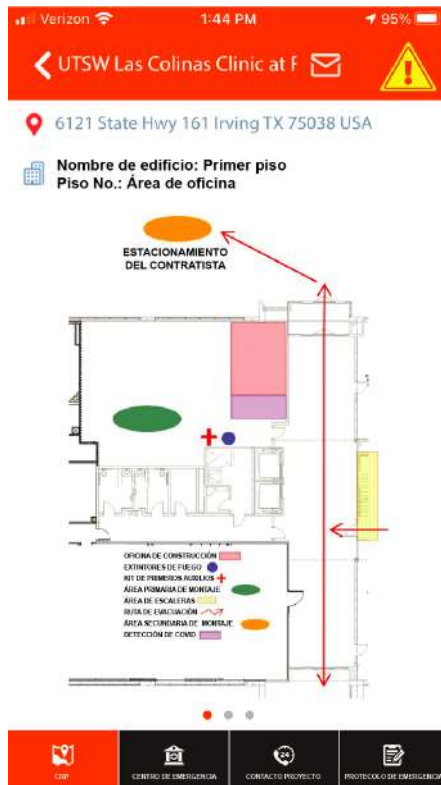 Verizon 1:44 PM 95%
UTSW Las Colinas Clinic at F
6121 State Hwy 161 Irving TX 75038 USA
Nombre de edificio: Primer piso
Piso No.: Área de oficina
ESTACIONAMIENTO
DEL CONTRATISTA
OFICINA DE CONSTRUCCIÓN
EXTINTORES DE FUEGO
KIT DE PRIMEROS AUXILIOS
ÁREA PRIMARIA DE MONTAJE
ÁREA DE ESCALERAS
RUTA DE EVACUACIÓN
ÁREA SECUNDARIA DE MONTAJE
DETECCIÓN DE COVID
24
CRP CENTRO DE EMERGENCIA CONTACTO PROYECTO PROTECOLO DE EMERGENCIA